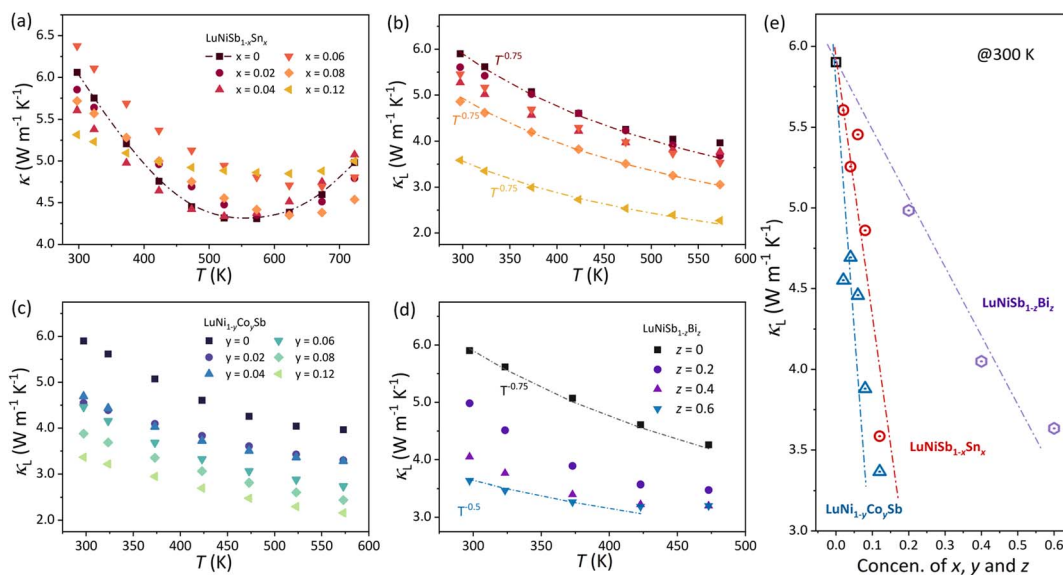 (a)
LuNiSb₁₋ₓSnₓ
x = 0
x = 0.02
x = 0.04
x = 0.06
x = 0.08
x = 0.12
6.5
6.0
5.5
5.0
4.5
4.0
κ (W m⁻¹ K⁻¹)
300 400 500 600 700
T (K)
(b)
T⁻⁰·⁷⁵
T⁻⁰·⁷⁵
T⁻⁰·⁷⁵
6.0
5.0
4.0
3.0
2.0
κL (W m⁻¹ K⁻¹)
300 350 400 450 500 550 600
T (K)
(c)
LuNi₁₋yCoySb
y = 0
y = 0.02
y = 0.04
y = 0.06
y = 0.08
y = 0.12
6.0
5.0
4.0
3.0
2.0
κL (W m⁻¹ K⁻¹)
300 350 400 450 500 550 600
T (K)
(d)
LuNiSb₁₋zBiz
z = 0
z = 0.2
z = 0.4
z = 0.6
T⁻⁰·⁷⁵
T⁻⁰·⁵
6.0
5.0
4.0
3.0
κL (W m⁻¹ K⁻¹)
300 350 400 450 500
T (K)
(e)
@300 K
LuNiSb₁₋zBiz
LuNiSb₁₋ₓSnₓ
LuNi₁₋yCoySb
6.0
5.5
5.0
4.5
4.0
3.5
3.0
κL (W m⁻¹ K⁻¹)
0.0 0.1 0.2 0.3 0.4 0.5 0.6
Concen. of x, y and z